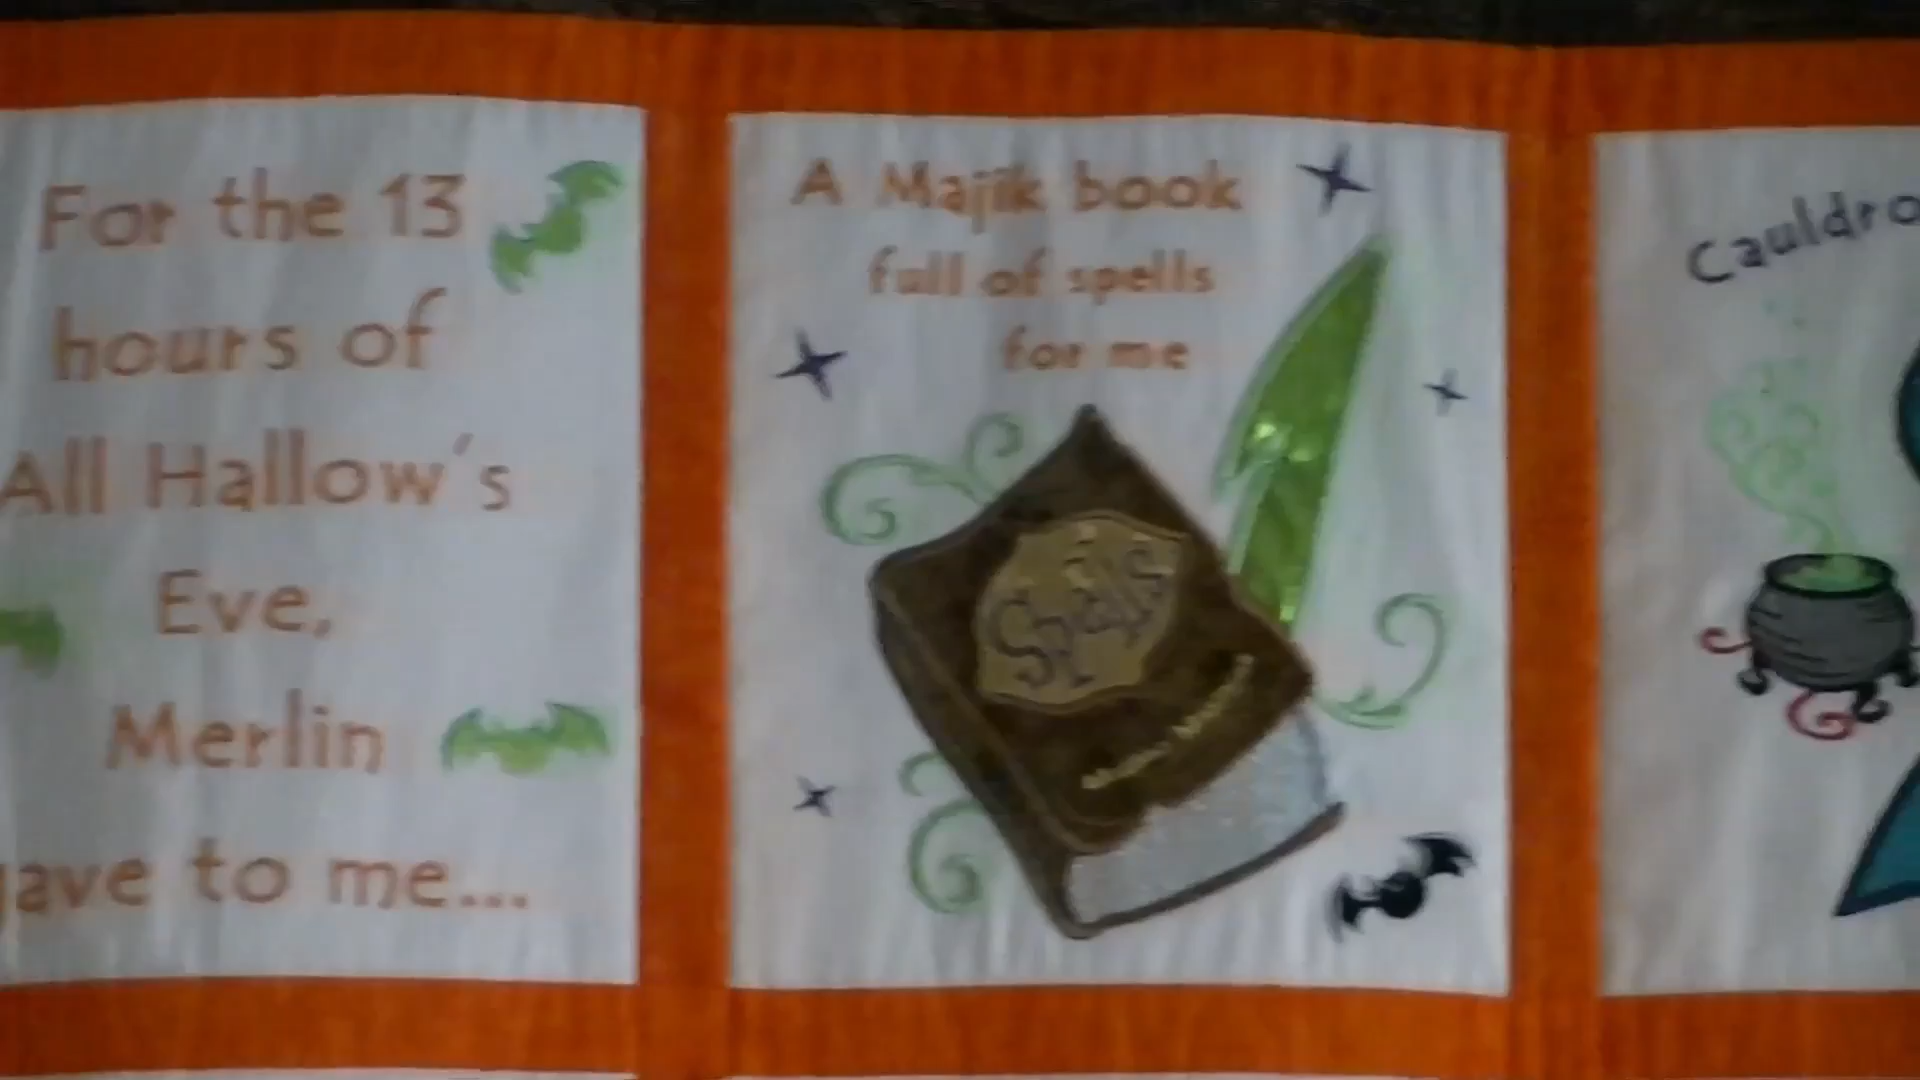 For the 13
hours of
All Hallow's
Eve,
Merlin
gave to me...
A Majik book
full of spells
for me
Spells
Cauldro